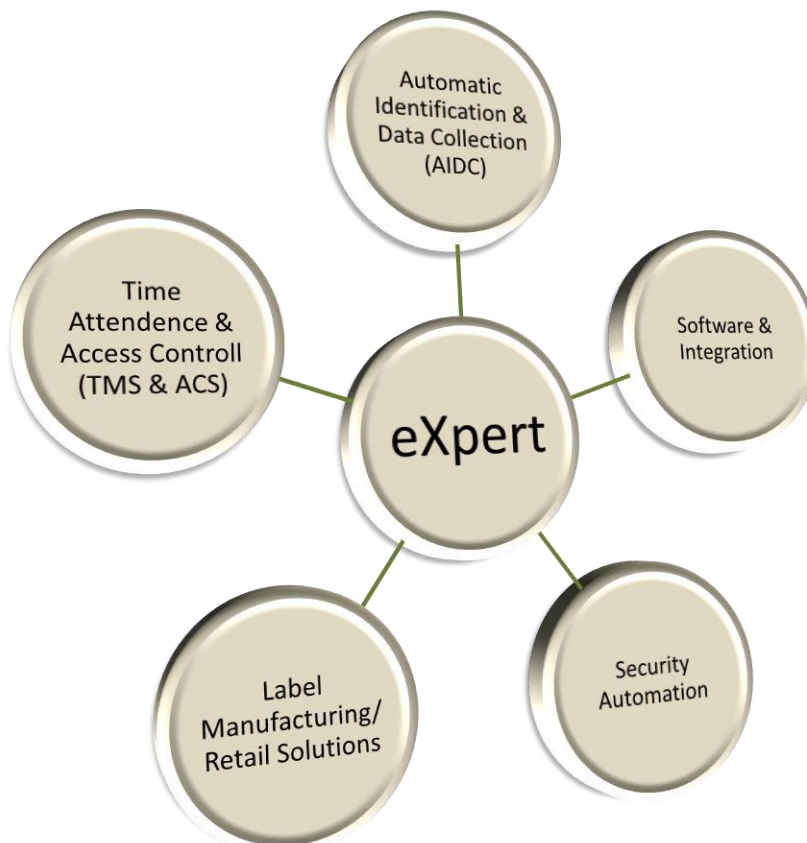 Automatic
Identification &
Data Collection
(AIDC)
Time
Attendence &
Access Controll
(TMS & ACS)
Software &
Integration
eXpert
Label
Manufacturing/
Retail Solutions
Security
Automation